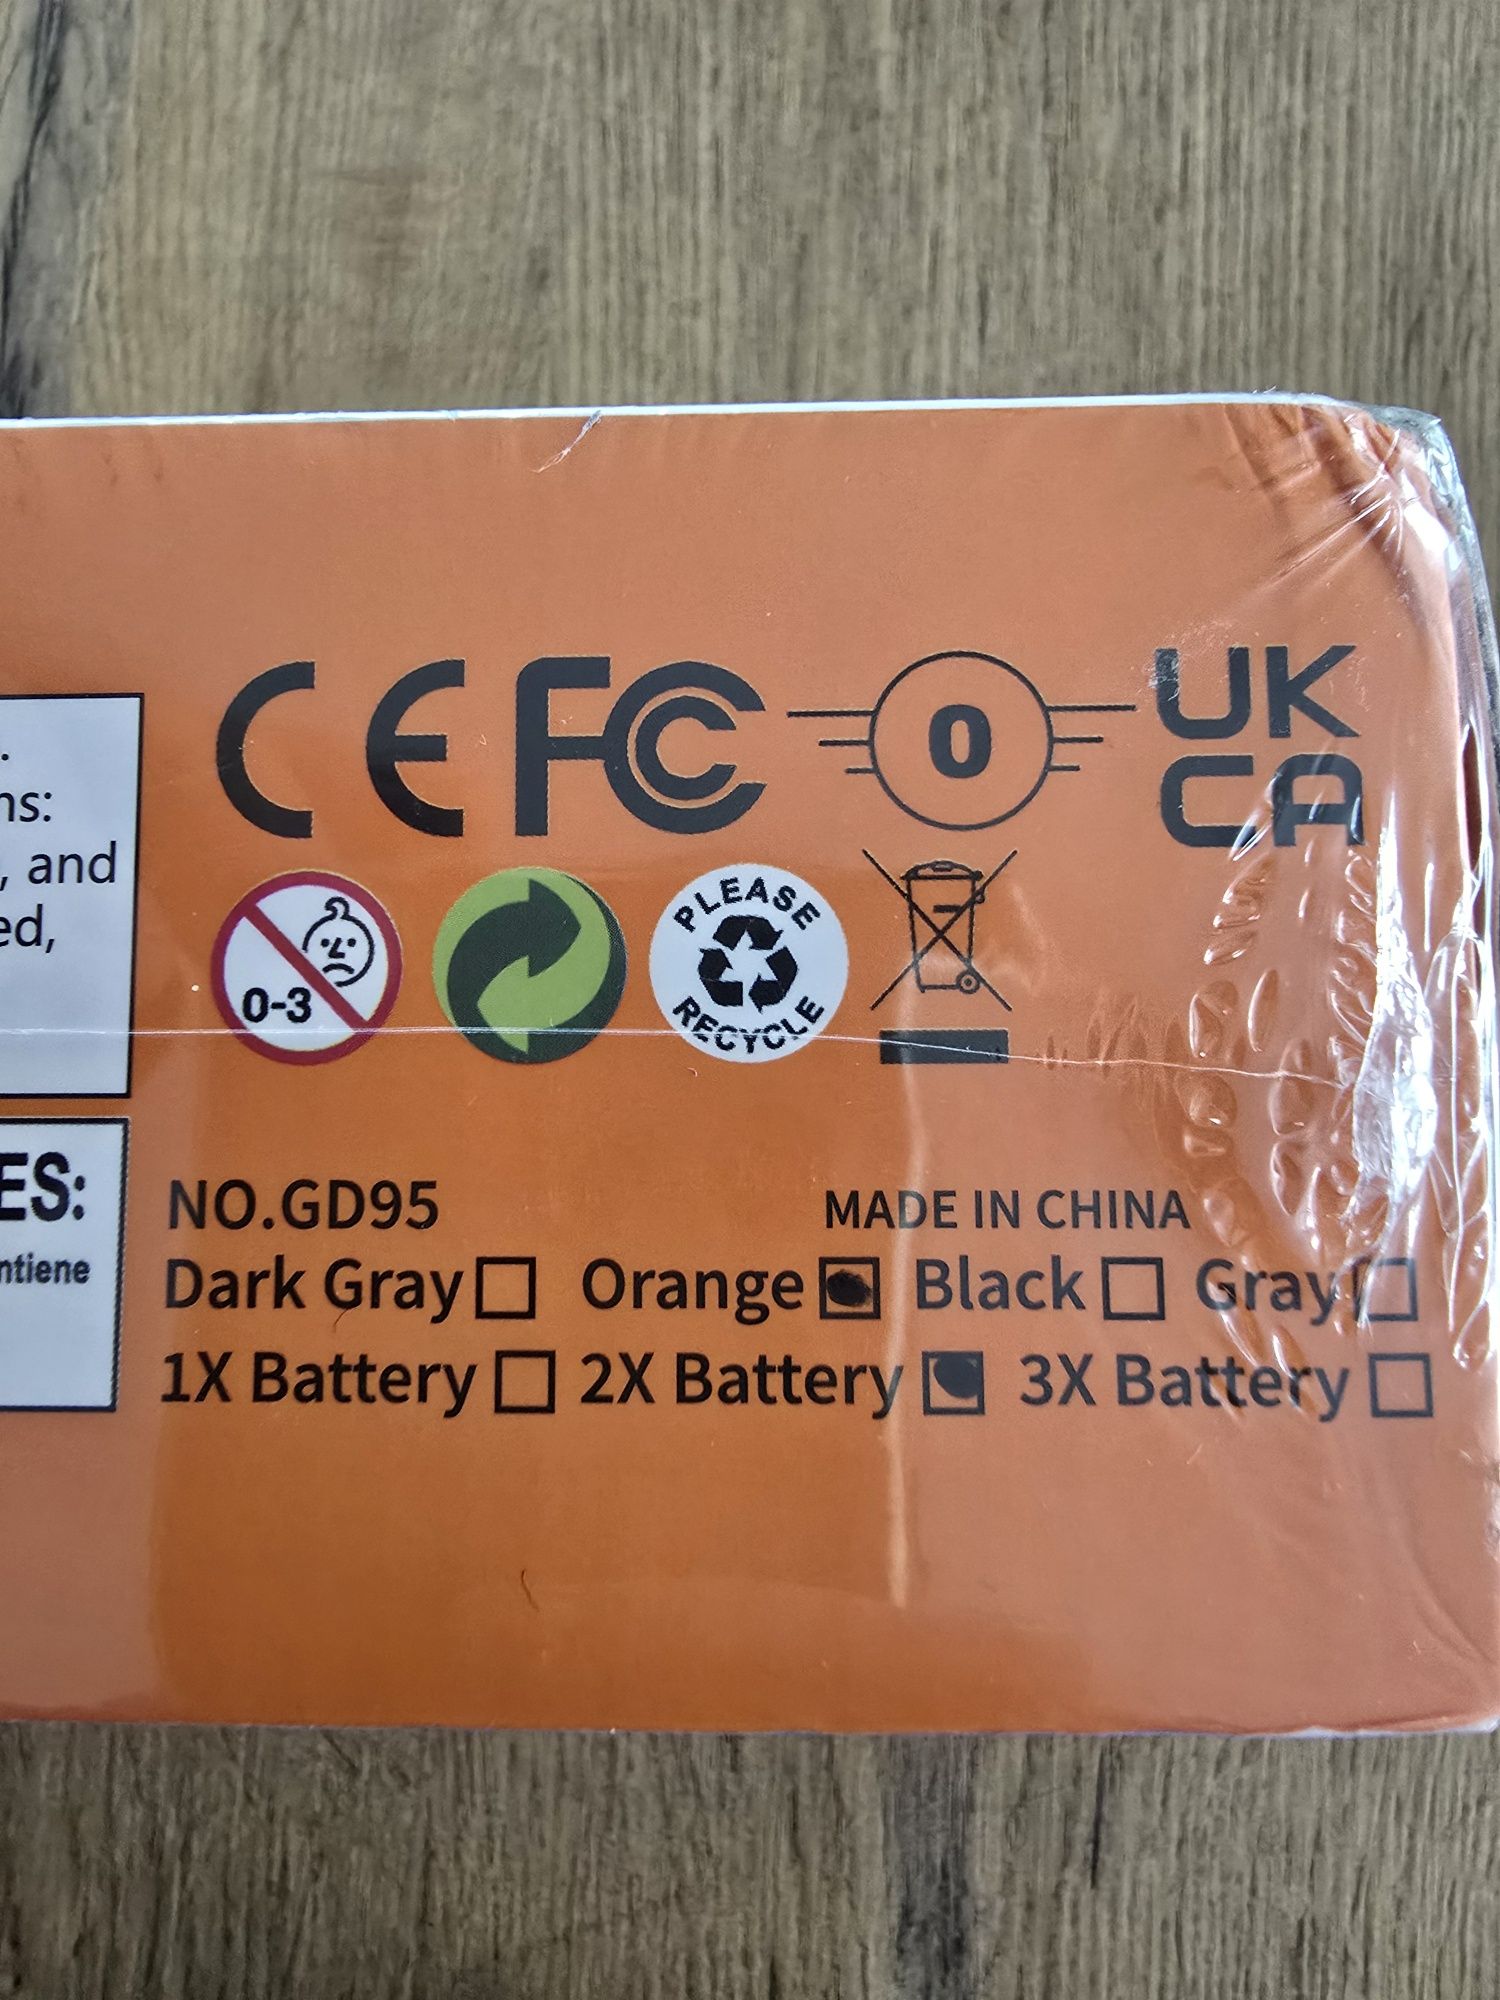 CE FC 0 UK
CA
ns:
, and
ed,
0-3
PLEASE
RECYCLE
ES:
ntiene
NO.GD95 MADE IN CHINA
Dark Gray Orange Black Gray
1X Battery 2X Battery 3X Battery